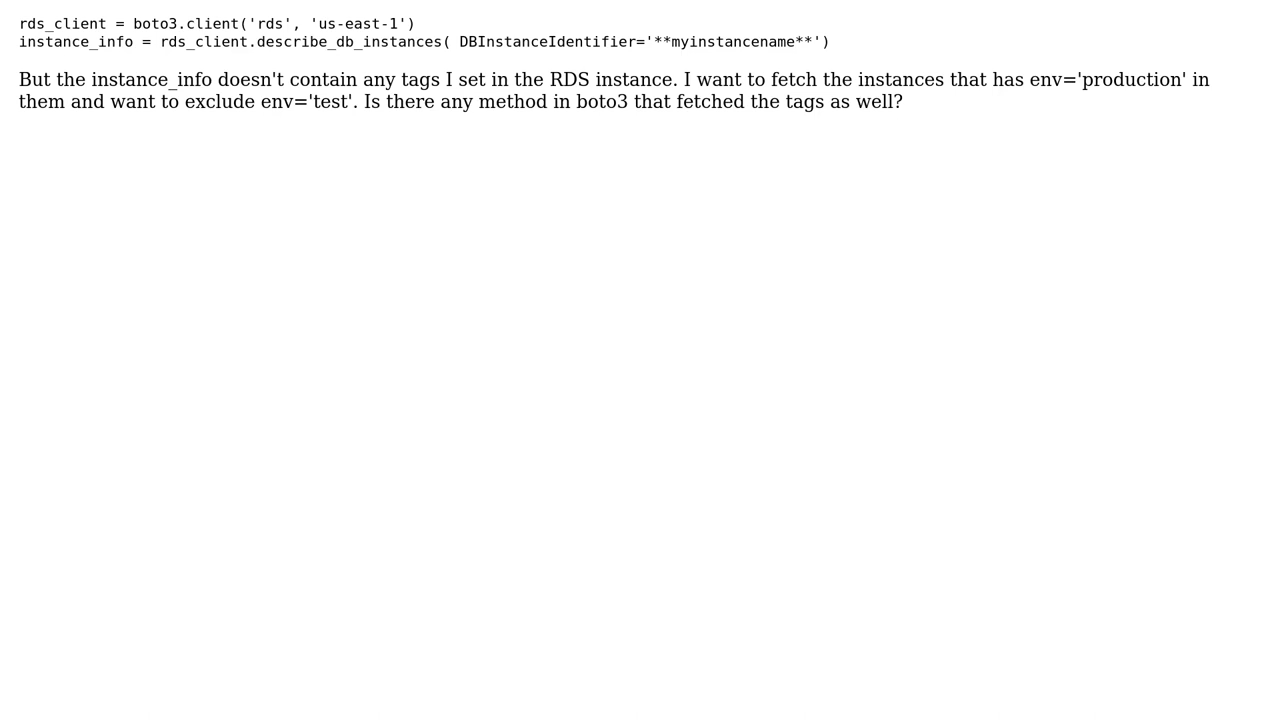 rds_client = boto3.client('rds', 'us-east-1')
instance_info = rds_client.describe_db_instances( DBInstanceIdentifier='**myinstancename**')
But the instance_info doesn't contain any tags I set in the RDS instance. I want to fetch the instances that has env='production' in
them and want to exclude env='test'. Is there any method in boto3 that fetched the tags as well?